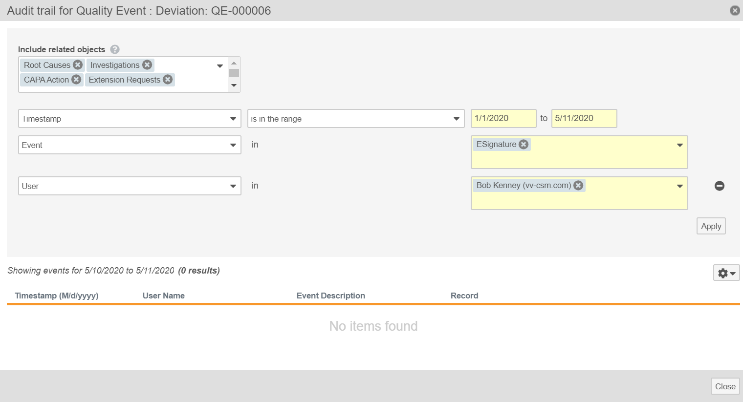 Audit trail for Quality Event : Deviation: QE-000006
Include related objects
Root Causes Investigations
CAPA Action Extension Requests
Timestamp is in the range 1/1/2020 to 5/11/2020
Event in ESignature
User in Bob Kenney (vv-csm.com)
Apply
Showing events for 5/10/2020 to 5/11/2020 (0 results)
Timestamp (M/d/yyyy) User Name Event Description Record
No items found
Close